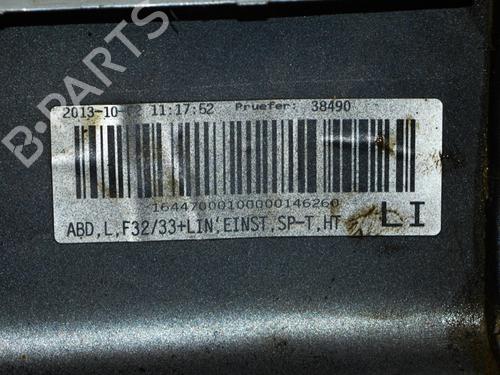 B-PARTS
2013-10- 11:17:52 Pruefer: 38490
16447000100000146260
ABD,L,F32/33+LIN,EINST,SP-T,HT LI